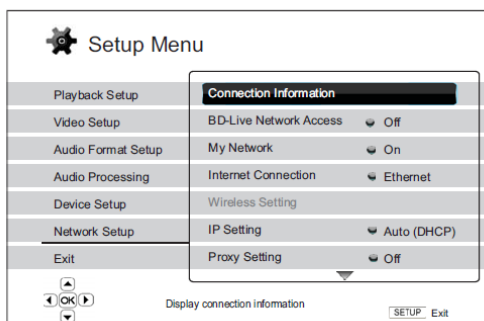 Setup Menu
Playback Setup
Video Setup
Audio Format Setup
Audio Processing
Device Setup
Network Setup
Exit
Connection Information
BD-Live Network Access Off
My Network On
Internet Connection Ethernet
Wireless Setting
IP Setting Auto (DHCP)
Proxy Setting Off
OK
Display connection information
SETUP Exit